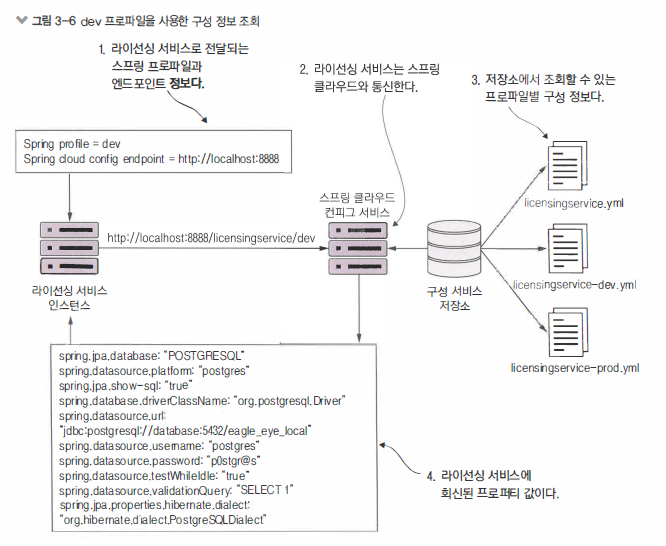 그림 3-6 dev 프로파일을 사용한 구성 정보 조회
1. 라이선싱 서비스로 전달되는
스프링 프로파일과
엔드포인트 정보다.
2. 라이선싱 서비스는 스프링
클라우드와 통신한다.
3. 저장소에서 조회할 수 있는
프로파일별 구성 정보다.
Spring profile = dev
Spring cloud config endpoint = http://localhost:8888
스프링 클라우드
컨피그 서비스
licensingservice.yml
http://localhost:8888/licensingservice/dev
라이선싱 서비스
인스턴스
구성 서비스
저장소
licensingservice-dev.yml
licensingservice-prod.yml
spring.jpa.database: "POSTGRESQL"
spring.datasource.platform: "postgres"
spring.jpa.show-sql: "true"
spring.database.driverClassName: "org.postgresql.Driver"
spring.datasource.url:
"jdbc:postgresql://database:5432/eagle_eye_local"
spring.datasource.username: "postgres"
spring.datasource.password: "p0stgr@s"
spring.datasource.testWhileIdle: "true"
spring.datasource.validationQuery: "SELECT 1"
spring.jpa.properties.hibernate.dialect:
"org.hibernate.dialect.PostgreSQLDialect"
4. 라이선싱 서비스에
회신된 프로퍼티 값이다.